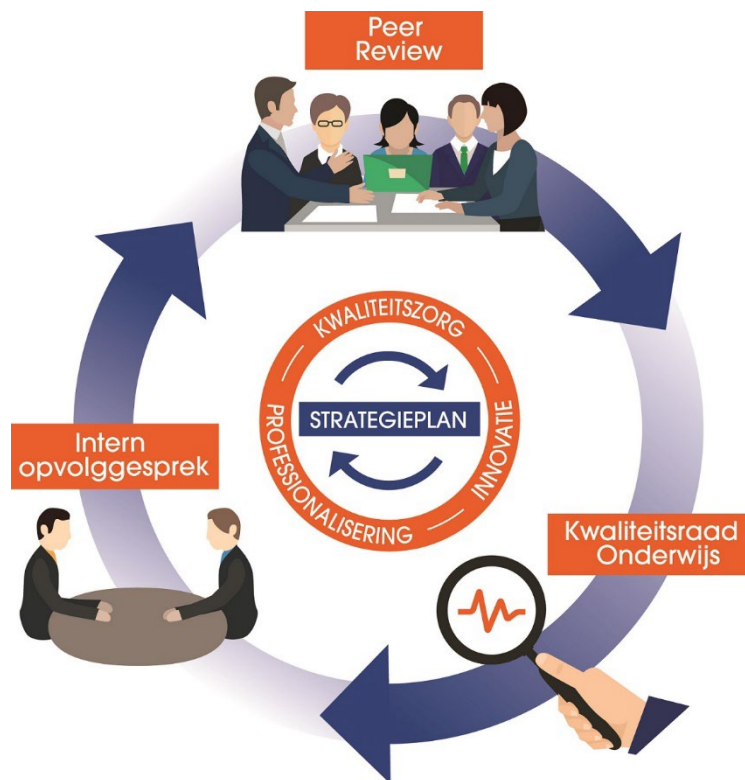 Peer
Review
KWALITEITSZORG
INNOVATIE
PROFESSIONALISERING
STRATEGIEPLAN
Intern
opvolggesprek
Kwaliteitsraad
Onderwijs